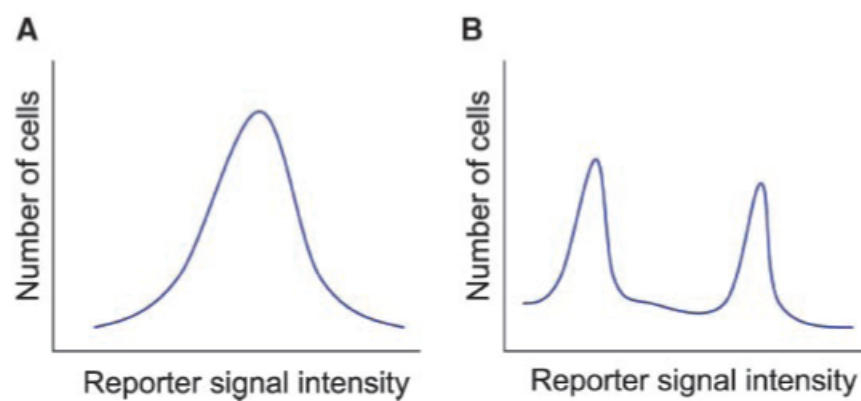 A
Number of cells
Reporter signal intensity
B
Number of cells
Reporter signal intensity